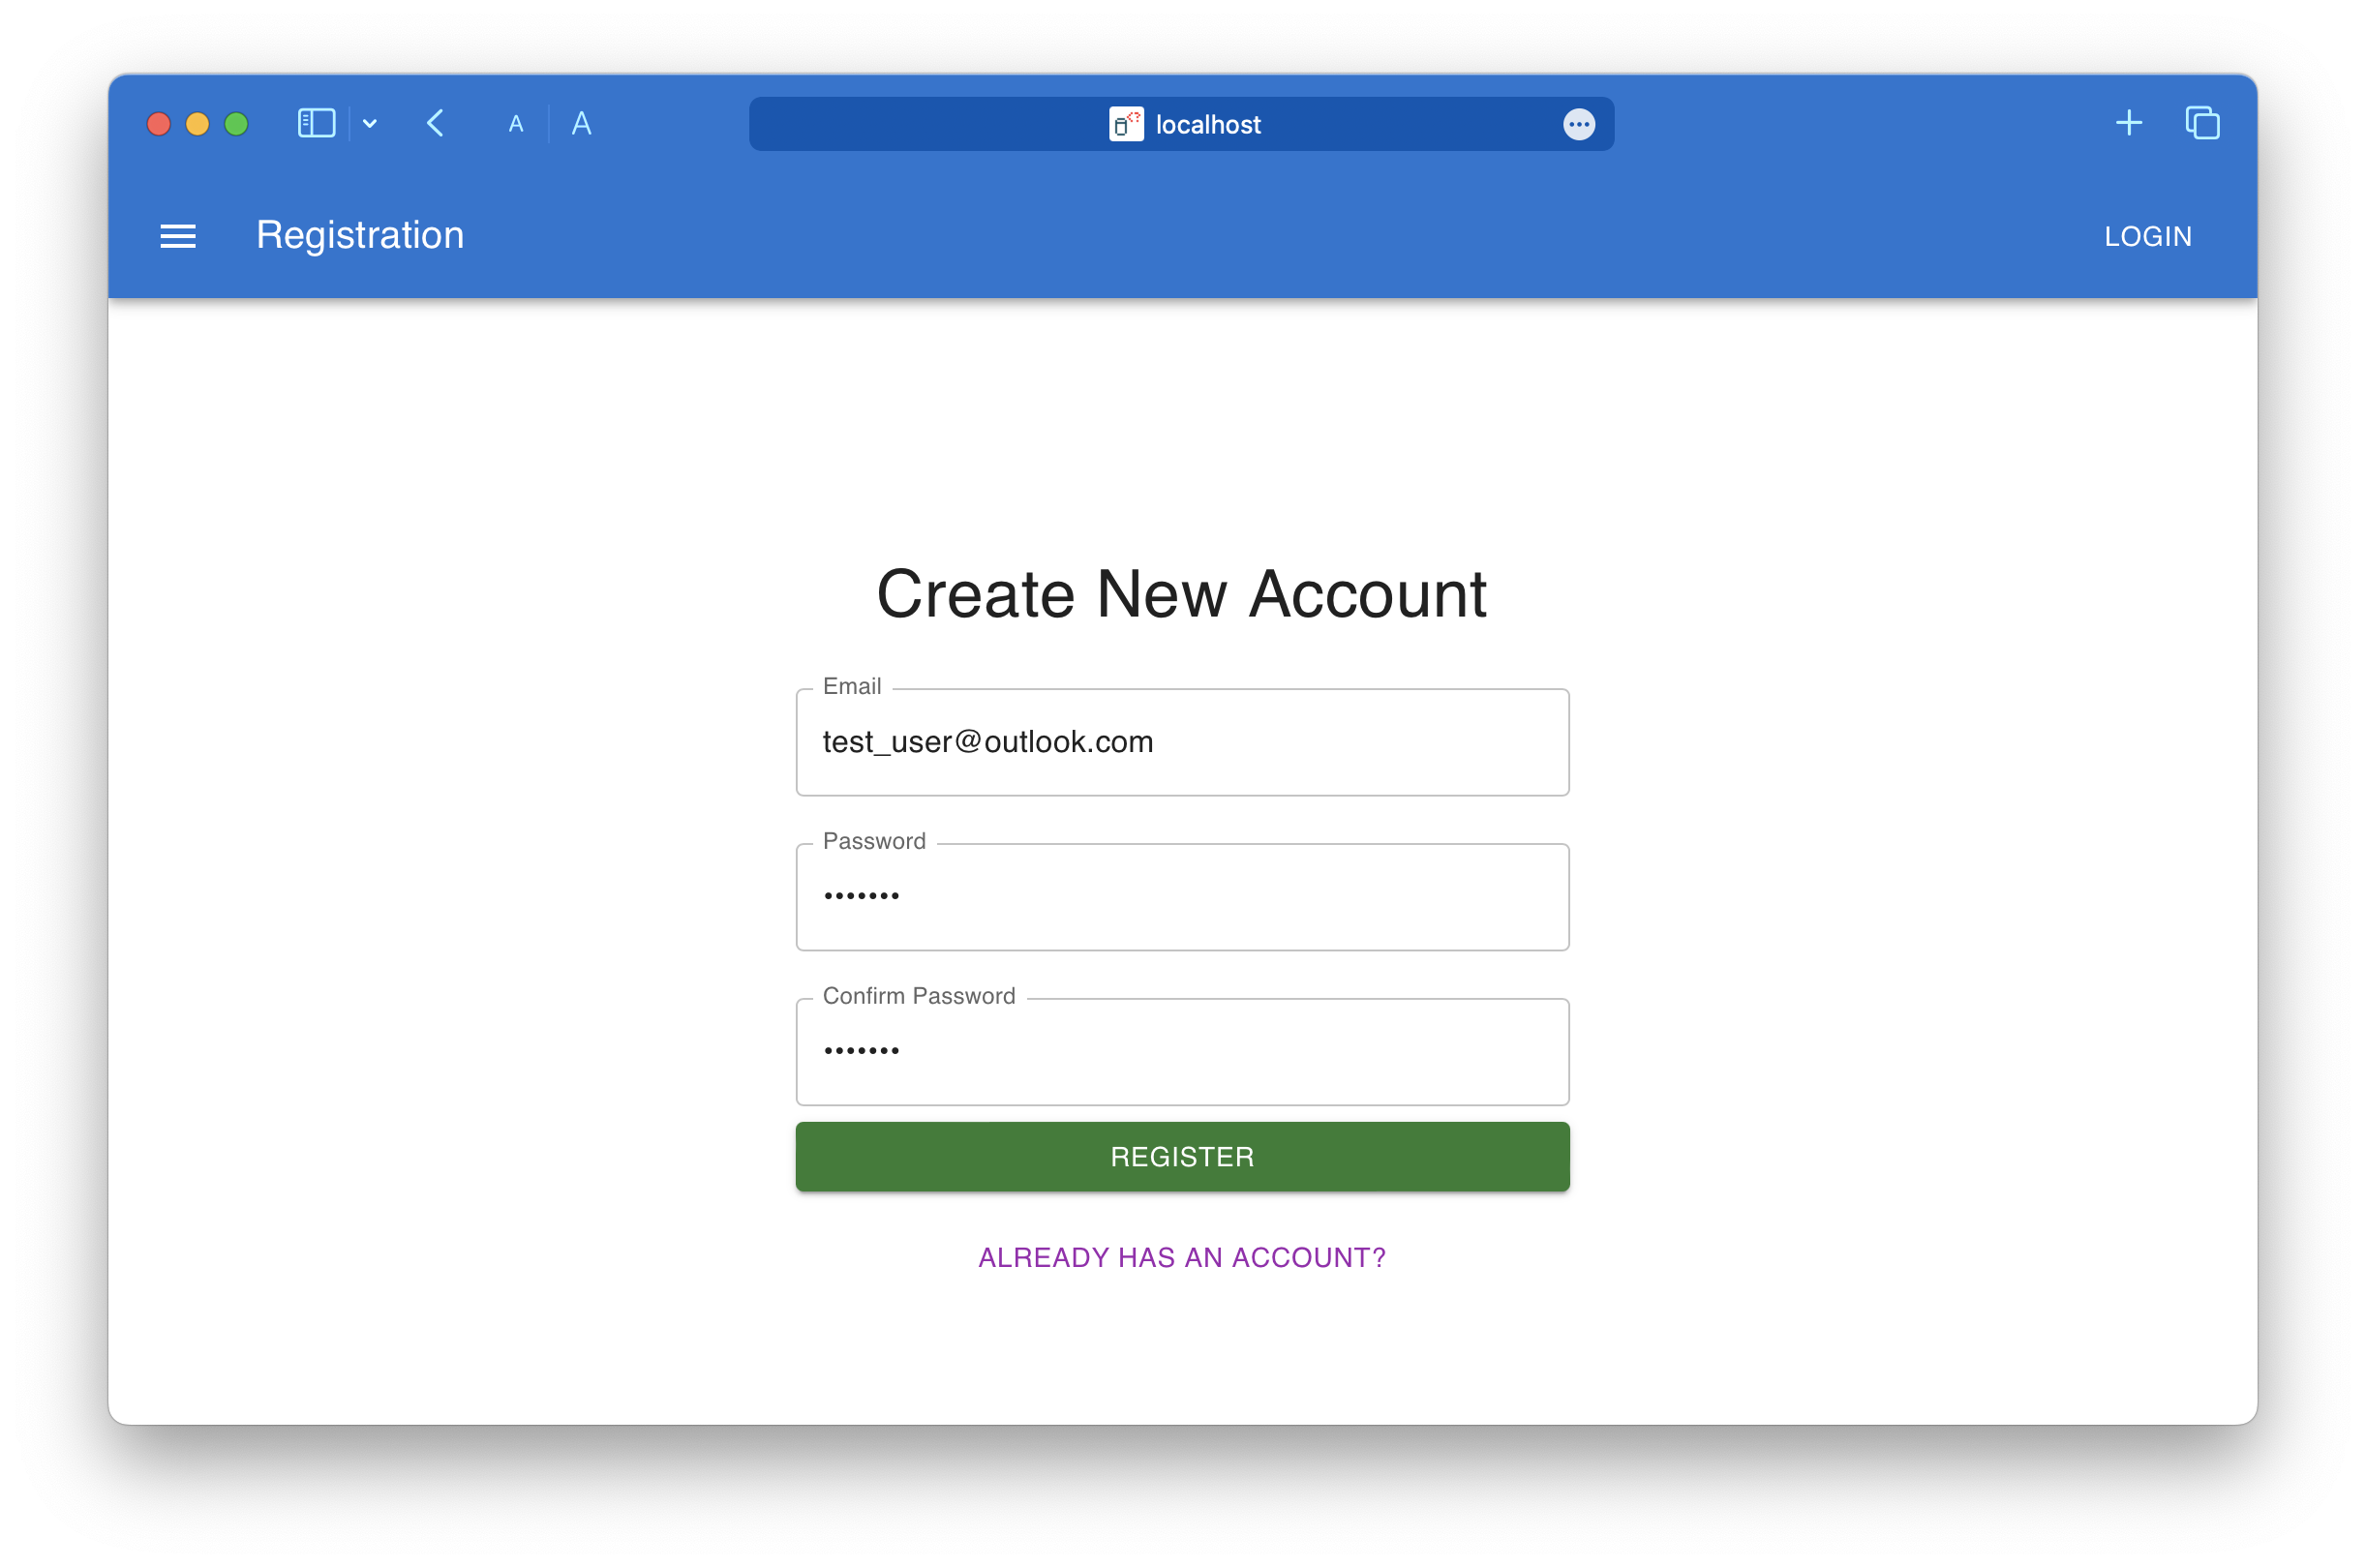 A A
localhost
Registration
LOGIN
Create New Account
Email
test_user@outlook.com
Password
•••••••
Confirm Password
•••••••
REGISTER
ALREADY HAS AN ACCOUNT?